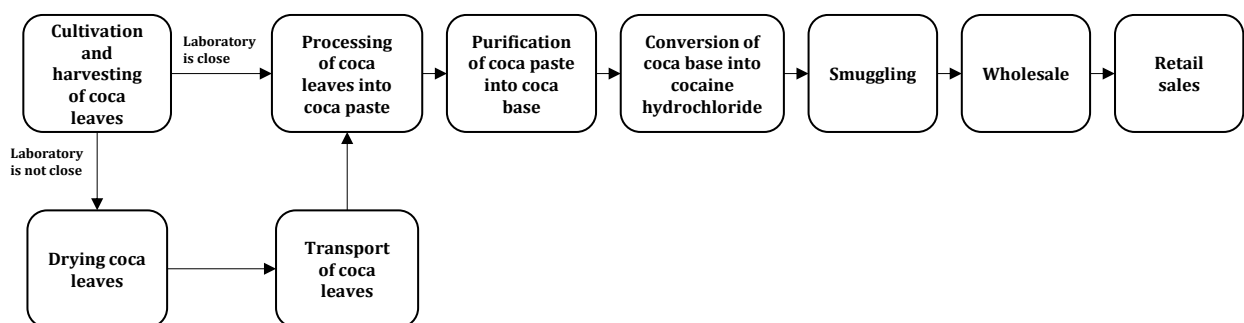 Cultivation
and
harvesting
of coca
leaves
Laboratory
is close
Processing
of coca
leaves into
coca paste
Purification
of coca paste
into coca
base
Conversion of
coca base into
cocaine
hydrochloride
Smuggling
Wholesale
Retail
sales
Laboratory
is not close
Drying coca
leaves
Transport
of coca
leaves